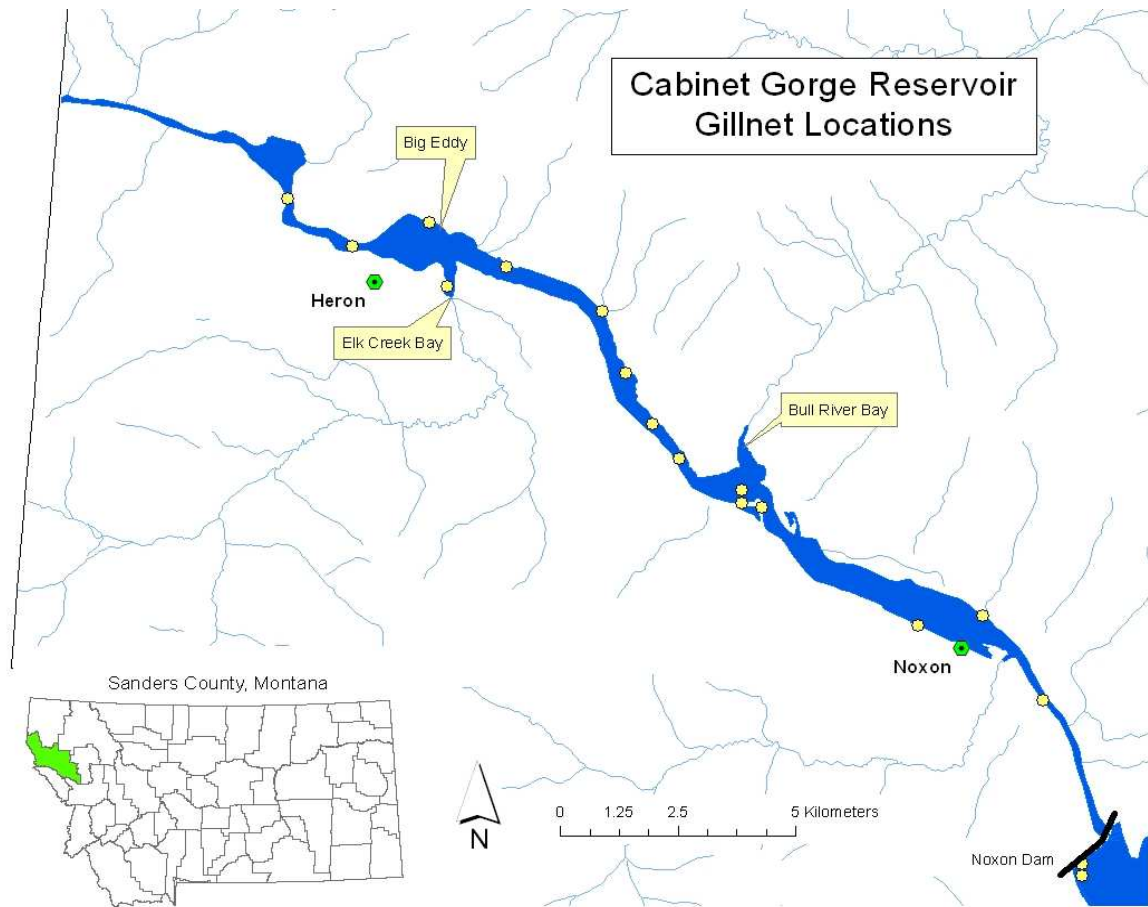 Cabinet Gorge Reservoir
Gillnet Locations
Big Eddy
Heron
Elk Creek Bay
Bull River Bay
Noxon
Sanders County, Montana
N
0 1.25 2.5 5 Kilometers
Noxon Dam